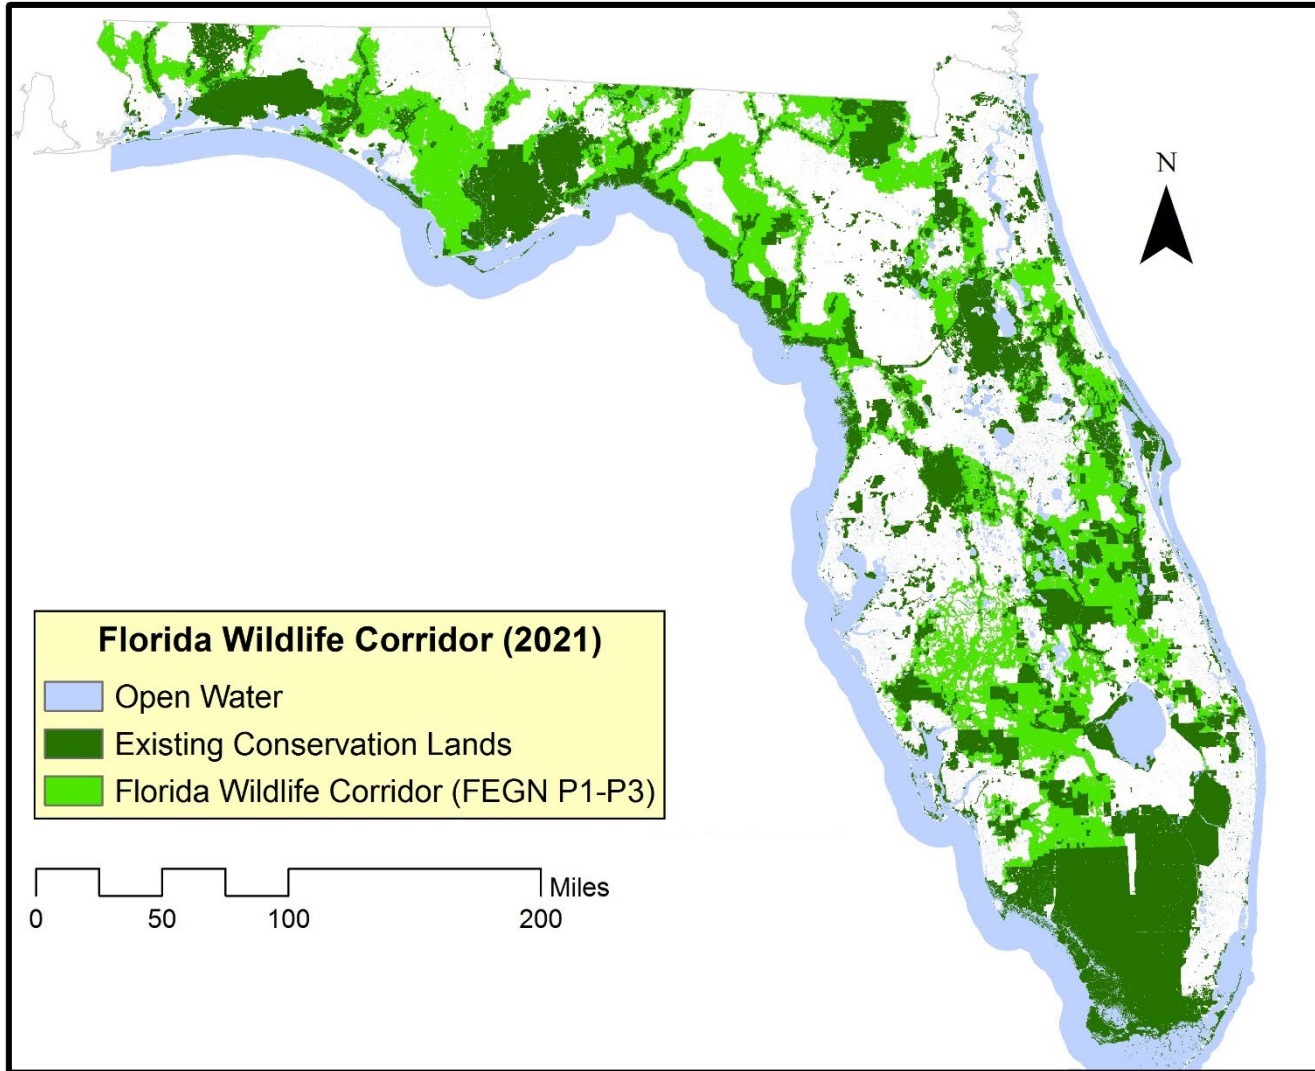 N
Florida Wildlife Corridor (2021)
Open Water
Existing Conservation Lands
Florida Wildlife Corridor (FEGN P1-P3)
Miles
0 50 100 200